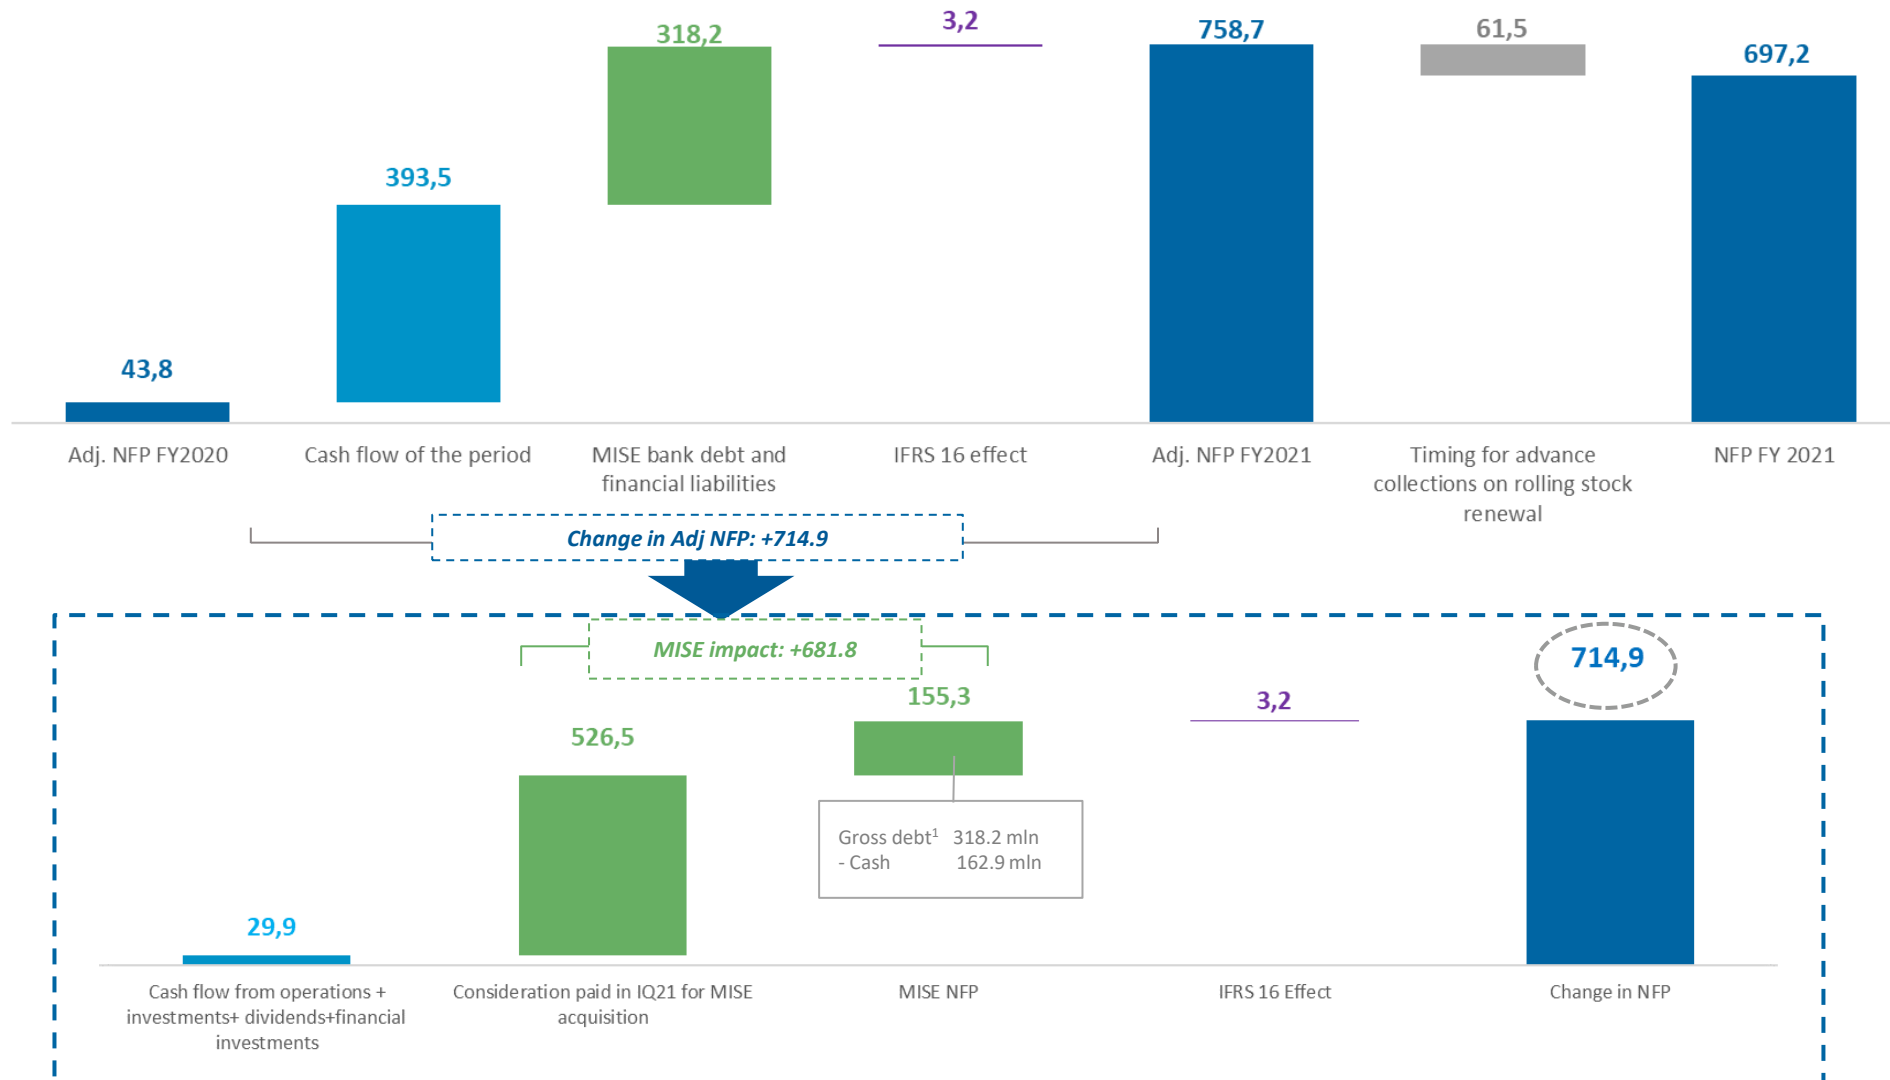 43,8
393,5
318,2
3,2
758,7
61,5
697,2
Adj. NFP FY2020
Cash flow of the period
MISE bank debt and
financial liabilities
IFRS 16 effect
Adj. NFP FY2021
Timing for advance
collections on rolling stock
renewal
NFP FY 2021
Change in Adj NFP: +714.9
MISE impact: +681.8
29,9
526,5
155,3
3,2
714,9
Gross debt¹ 318.2 mln
- Cash 162.9 mln
Cash flow from operations +
investments+ dividends+financial
investments
Consideration paid in IQ21 for MISE
acquisition
MISE NFP
IFRS 16 Effect
Change in NFP